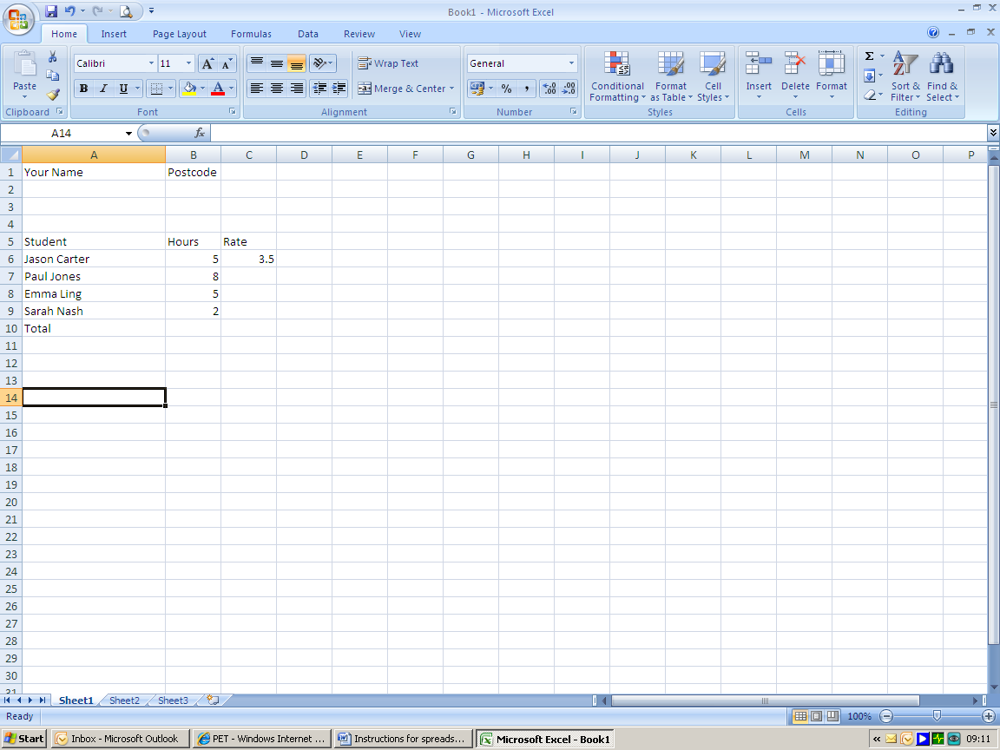 Book1 - Microsoft Excel
Home Insert Page Layout Formulas Data Review View
Paste
Calibri 11
B I U
A A
A
Wrap Text
Merge & Center
General
% ,
Conditional Formatting
Format as Table
Cell Styles
Insert Delete Format
Σ
Sort & Filter
Find & Select
Clipboard Font Alignment Number Styles Cells Editing
A14 fx
A B C D E F G H I J K L M N O P
1 Your Name Postcode
2
3
4
5 Student Hours Rate
6 Jason Carter 5 3.5
7 Paul Jones 8
8 Emma Ling 5
9 Sarah Nash 2
10 Total
11
12
13
14
15
16
17
18
19
20
21
22
23
24
25
26
27
28
29
30
31
Sheet1 Sheet2 Sheet3
Ready 100%
Start Inbox - Microsoft Outlook PET - Windows Internet ... Instructions for spreads... Microsoft Excel - Book1 « 09:11